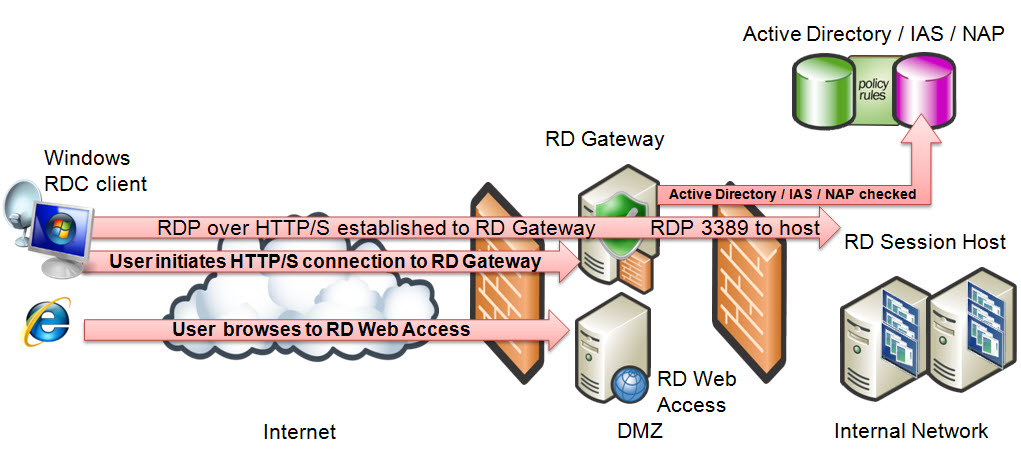 Active Directory / IAS / NAP
policy
rules
RD Gateway
Windows
RDC client
Active Directory / IAS / NAP checked
RDP over HTTP/S established to RD Gateway
RDP 3389 to host
RD Session Host
User initiates HTTP/S connection to RD Gateway
User browses to RD Web Access
RD Web
Access
Internet
DMZ
Internal Network